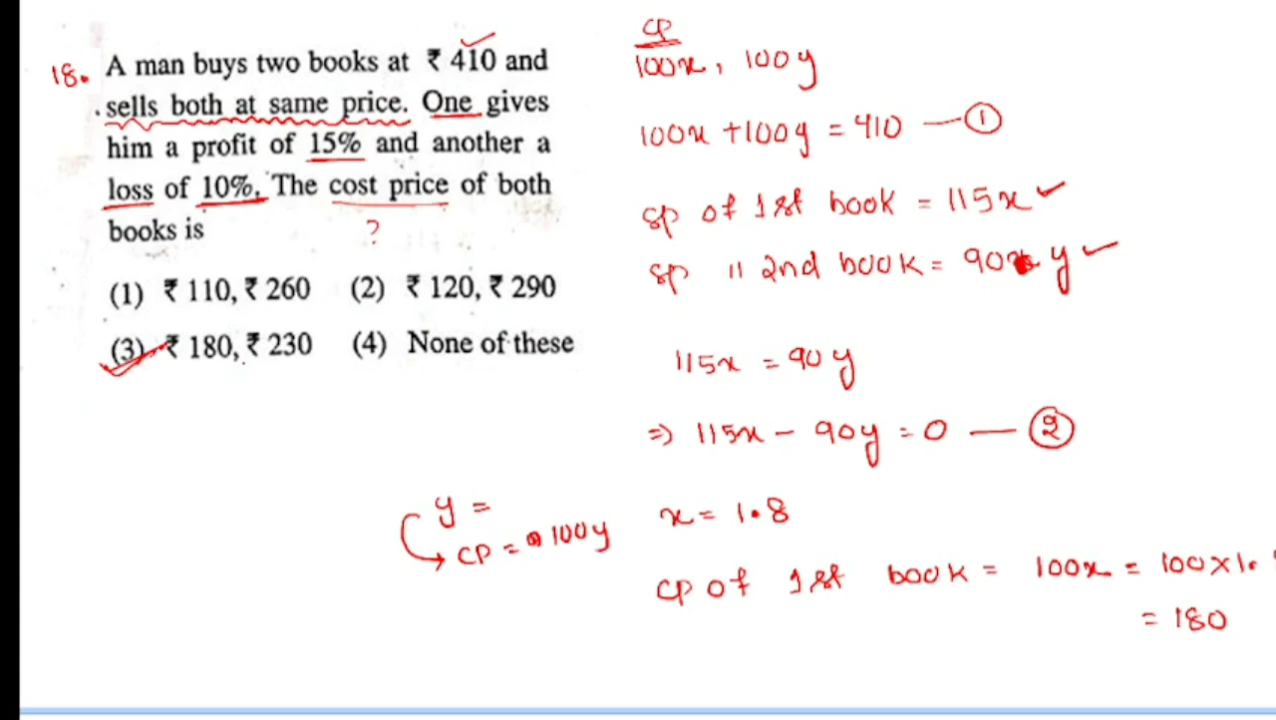 18. A man buys two books at ₹ 410 and
sells both at same price. One gives
him a profit of 15% and another a
loss of 10%. The cost price of both
books is
?
(1) ₹ 110, ₹ 260 (2) ₹ 120, ₹ 290
(3) ₹ 180, ₹ 230 (4) None of these
CP
100x, 100y
100x + 100y = 410 — ①
SP of 1st book = 115x ✓
SP 11 2nd book = 90 y ✓
115x = 90y
⇒ 115x - 90y = 0 — ②
y =
CP = 100y
x = 1.8
CP of 1st book = 100x = 100 × 1.
= 180